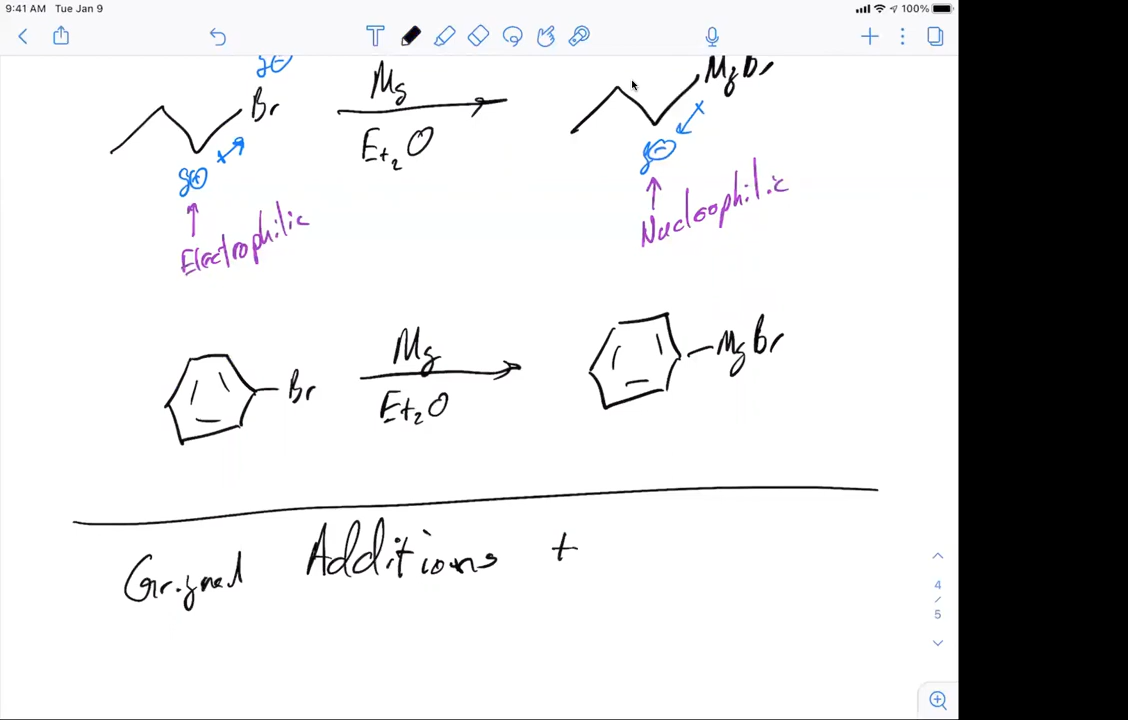 9:41 AM Tue Jan 9 100%
T
δ⊖
Br Mg MgBr
Et₂O
δ⊕ δ⊖
Electrophilic Nucleophilic
Br Mg MgBr
Et₂O
Grignard Additions t
4
/
5